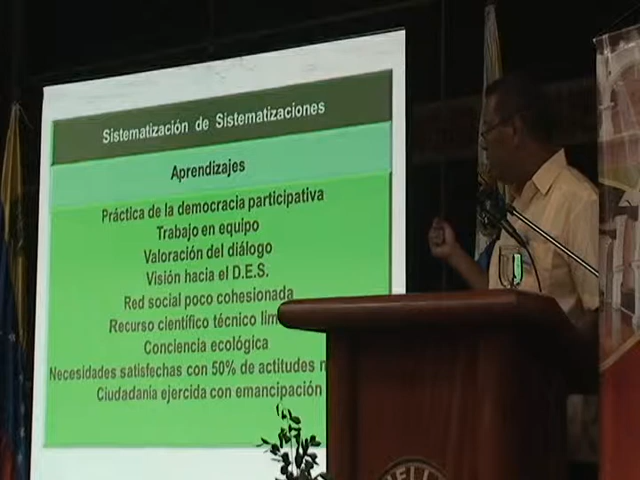 Sistematización de Sistematizaciones
Aprendizajes
Práctica de la democracia participativa
Trabajo en equipo
Valoración del diálogo
Visión hacia el D.E.S.
Red social poco cohesionada
Recurso científico técnico
Conciencia ecológica
Necesidades satisfechas con 50% de actitudes
Ciudadanía ejercida con emancipación